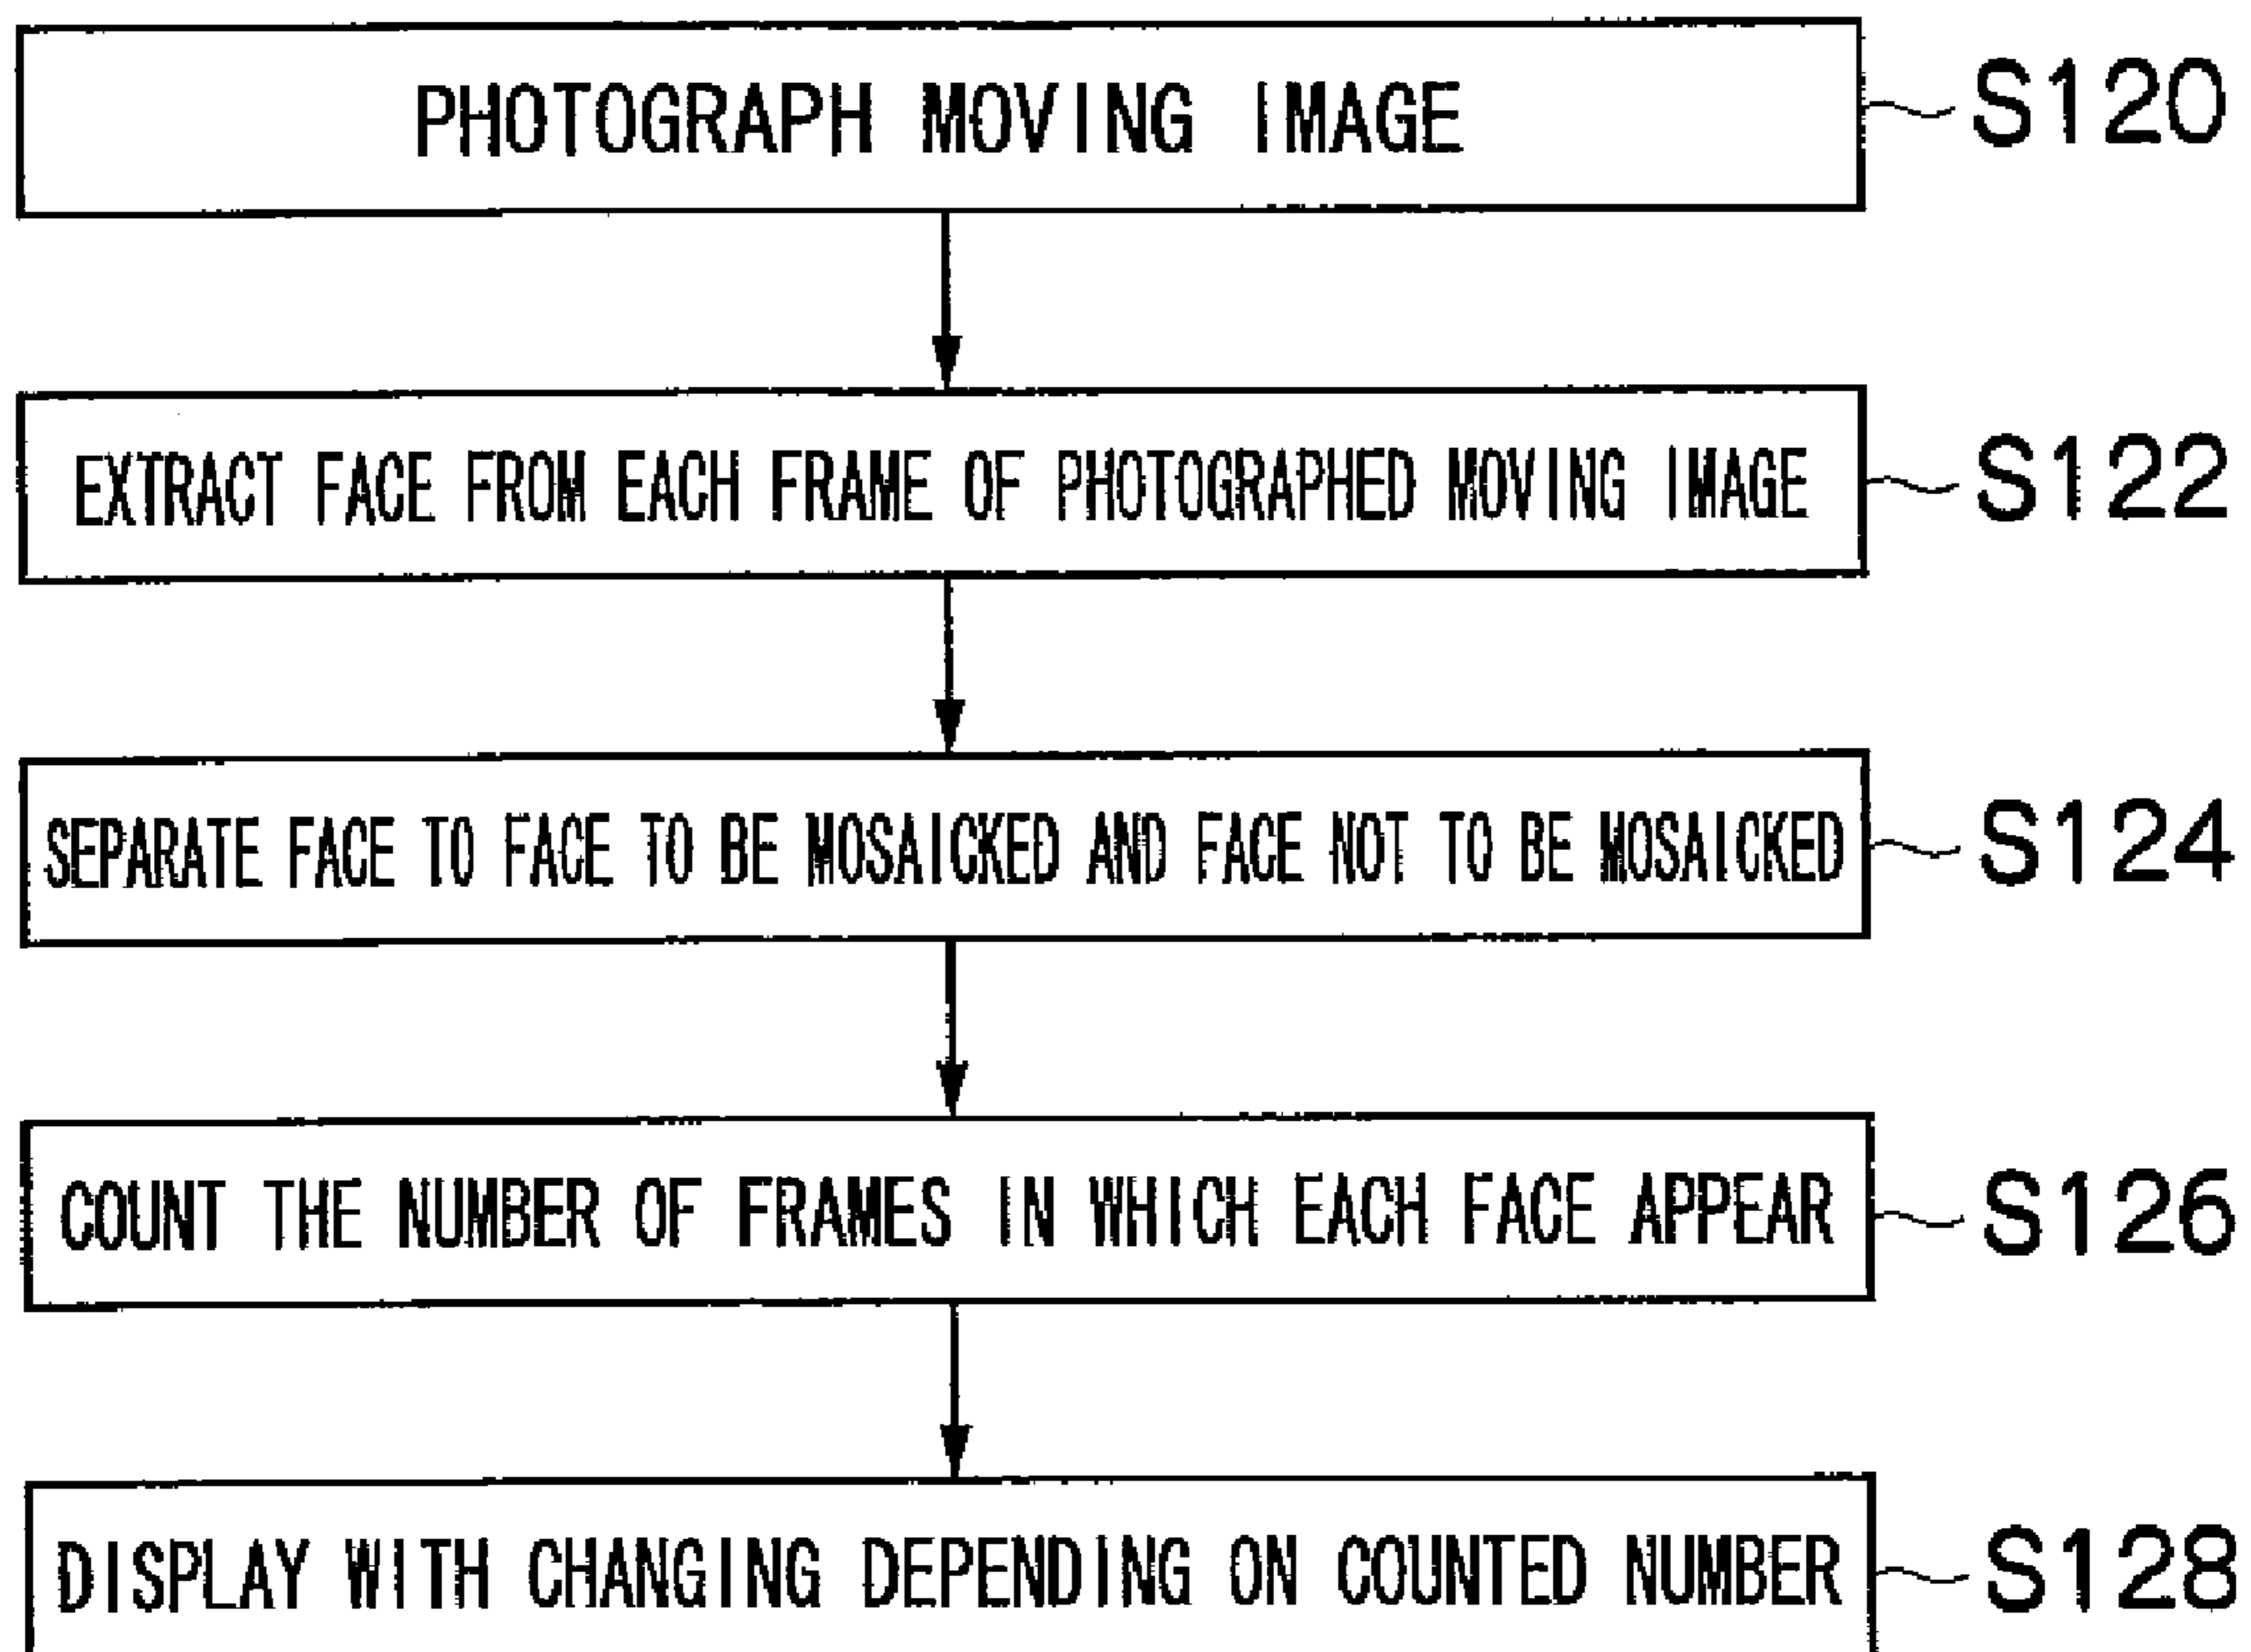 PHOTOGRAPH MOVING IMAGE S120
EXTRACT FACE FROM EACH FRAME OF PHOTOGRAPHED MOVING IMAGE S122
SEPARATE FACE TO FACE TO BE MOSAICKED AND FACE NOT TO BE MOSAICKED S124
COUNT THE NUMBER OF FRAMES IN WHICH EACH FACE APPEAR S126
DISPLAY WITH CHANGING DEPENDING ON COUNTED NUMBER S128